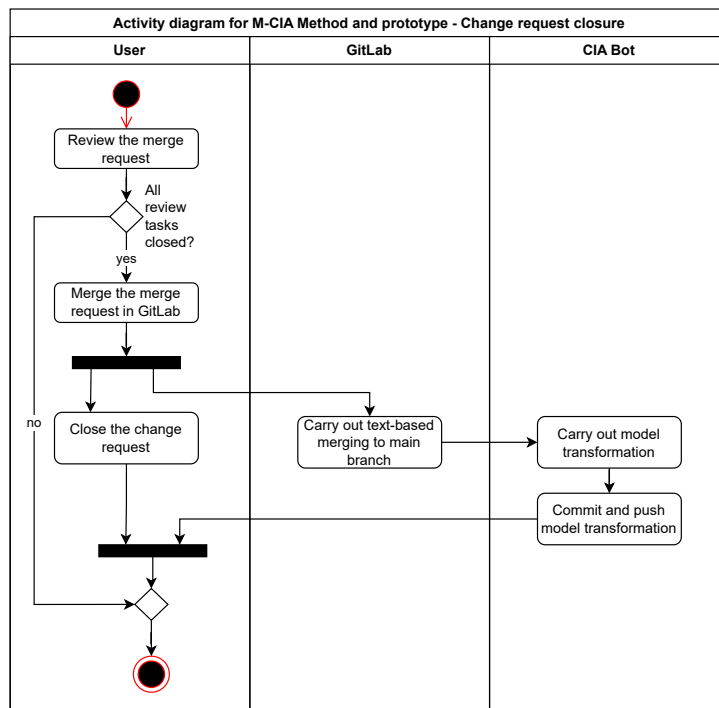 Activity diagram for M-CIA Method and prototype - Change request closure
User
GitLab
CIA Bot
Review the merge
request
All
review
tasks
closed?
yes
Merge the merge
request in GitLab
no
Close the change
request
Carry out text-based
merging to main
branch
Carry out model
transformation
Commit and push
model transformation